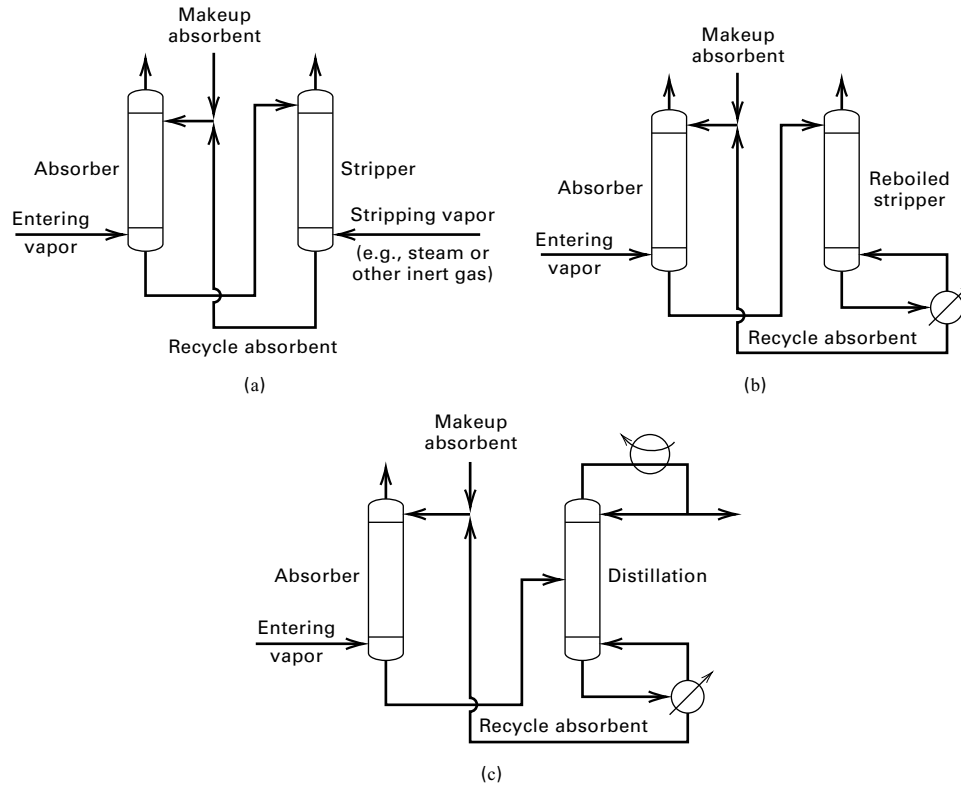 Makeup
absorbent
Absorber
Stripper
Entering
vapor
Stripping vapor
(e.g., steam or
other inert gas)
Recycle absorbent
(a)
Makeup
absorbent
Absorber
Reboiled
stripper
Entering
vapor
Recycle absorbent
(b)
Makeup
absorbent
Absorber
Distillation
Entering
vapor
Recycle absorbent
(c)